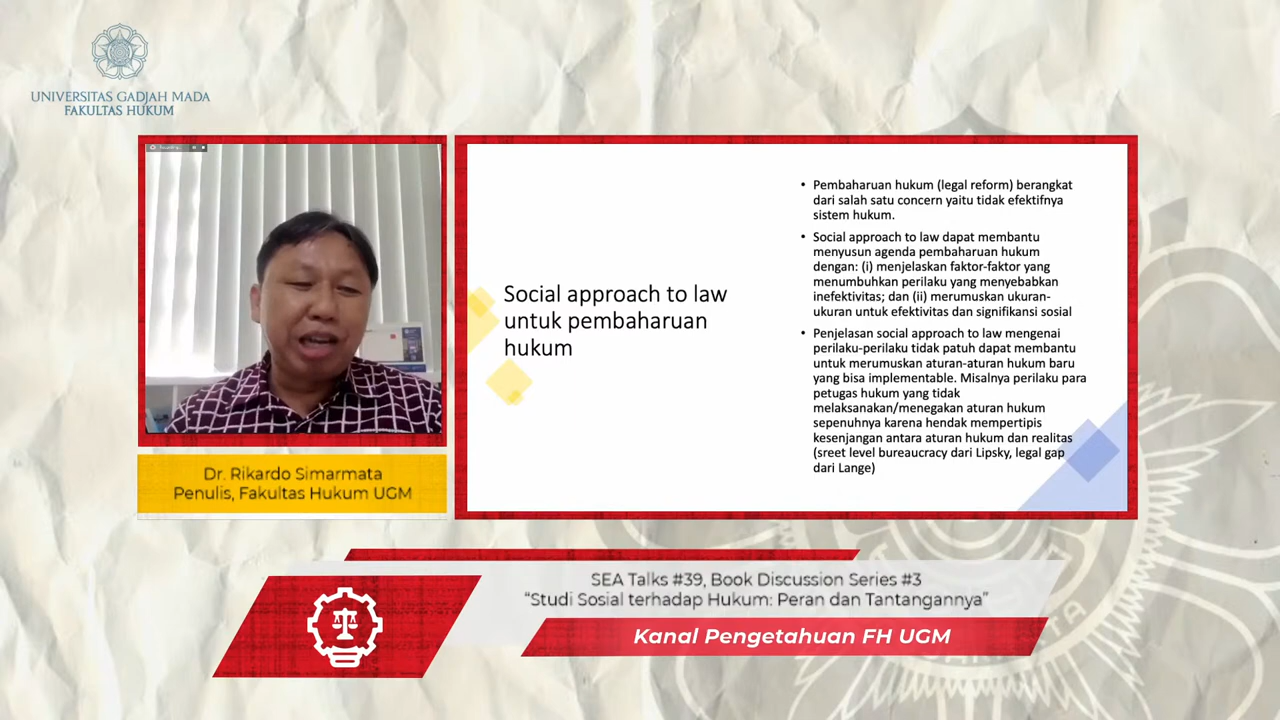 UNIVERSITAS GADJAH MADA
FAKULTAS HUKUM
Dr. Rikardo Simarmata
Penulis, Fakultas Hukum UGM
Social approach to law
untuk pembaharuan
hukum
• Pembaharuan hukum (legal reform) berangkat
dari salah satu concern yaitu tidak efektifnya
sistem hukum.
• Social approach to law dapat membantu
menyusun agenda pembaharuan hukum
dengan: (i) menjelaskan faktor-faktor yang
menumbuhkan perilaku yang menyebabkan
inefektivitas; dan (ii) merumuskan ukuran-
ukuran untuk efektivitas dan signifikansi sosial
• Penjelasan social approach to law mengenai
perilaku-perilaku tidak patuh dapat membantu
untuk merumuskan aturan-aturan hukum baru
yang bisa implementable. Misalnya perilaku para
petugas hukum yang tidak
melaksanakan/menegakan aturan hukum
sepenuhnya karena hendak mempertipis
kesenjangan antara aturan hukum dan realitas
(sreet level bureaucracy dari Lipsky, legal gap
dari Lange)
SEA Talks #39, Book Discussion Series #3
“Studi Sosial terhadap Hukum: Peran dan Tantangannya”
Kanal Pengetahuan FH UGM